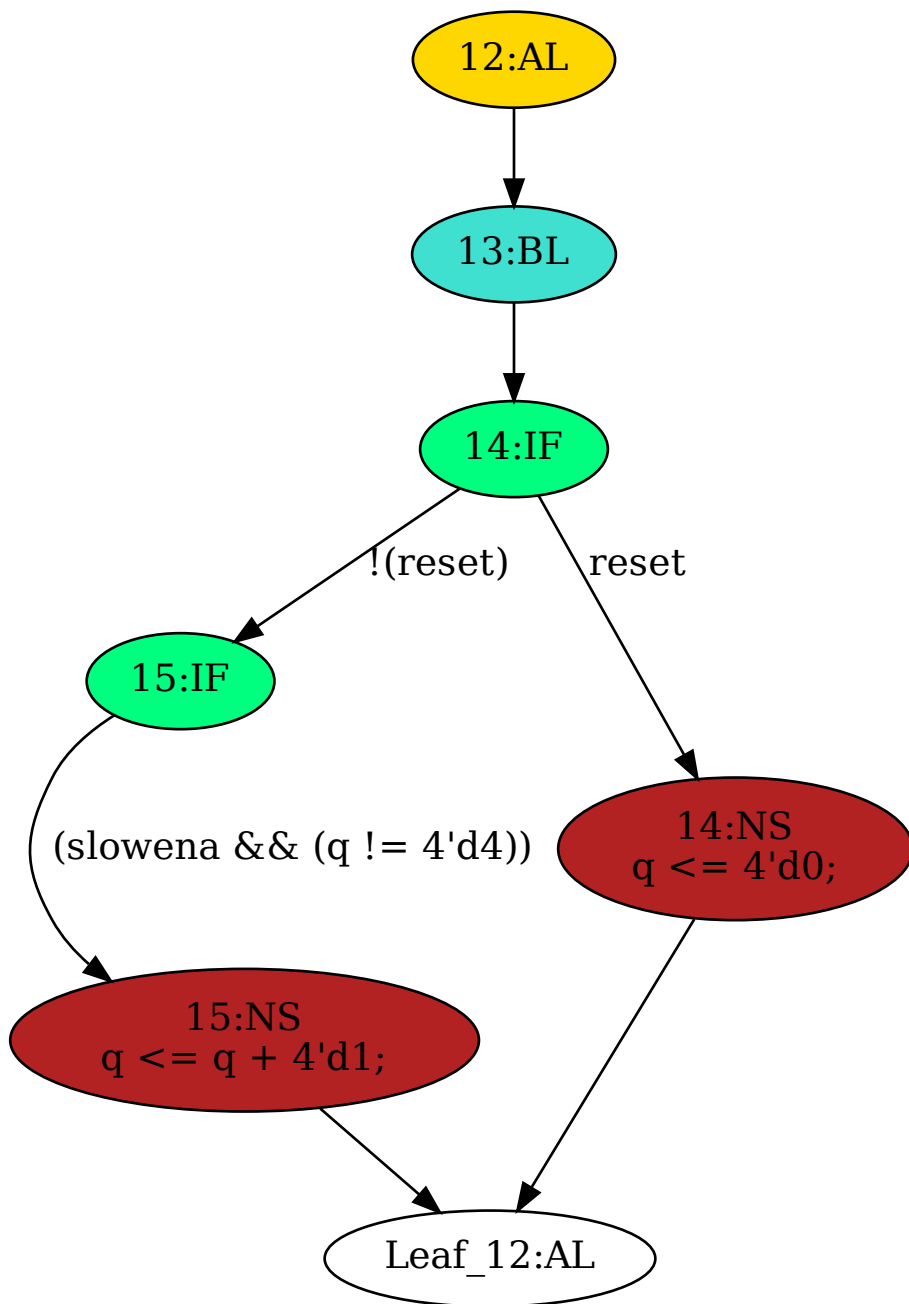 12:AL
13:BL
14:IF
!(reset)
reset
15:IF
(slowena && (q != 4'd4))
14:NS
q <= 4'd0;
15:NS
q <= q + 4'd1;
Leaf_12:AL